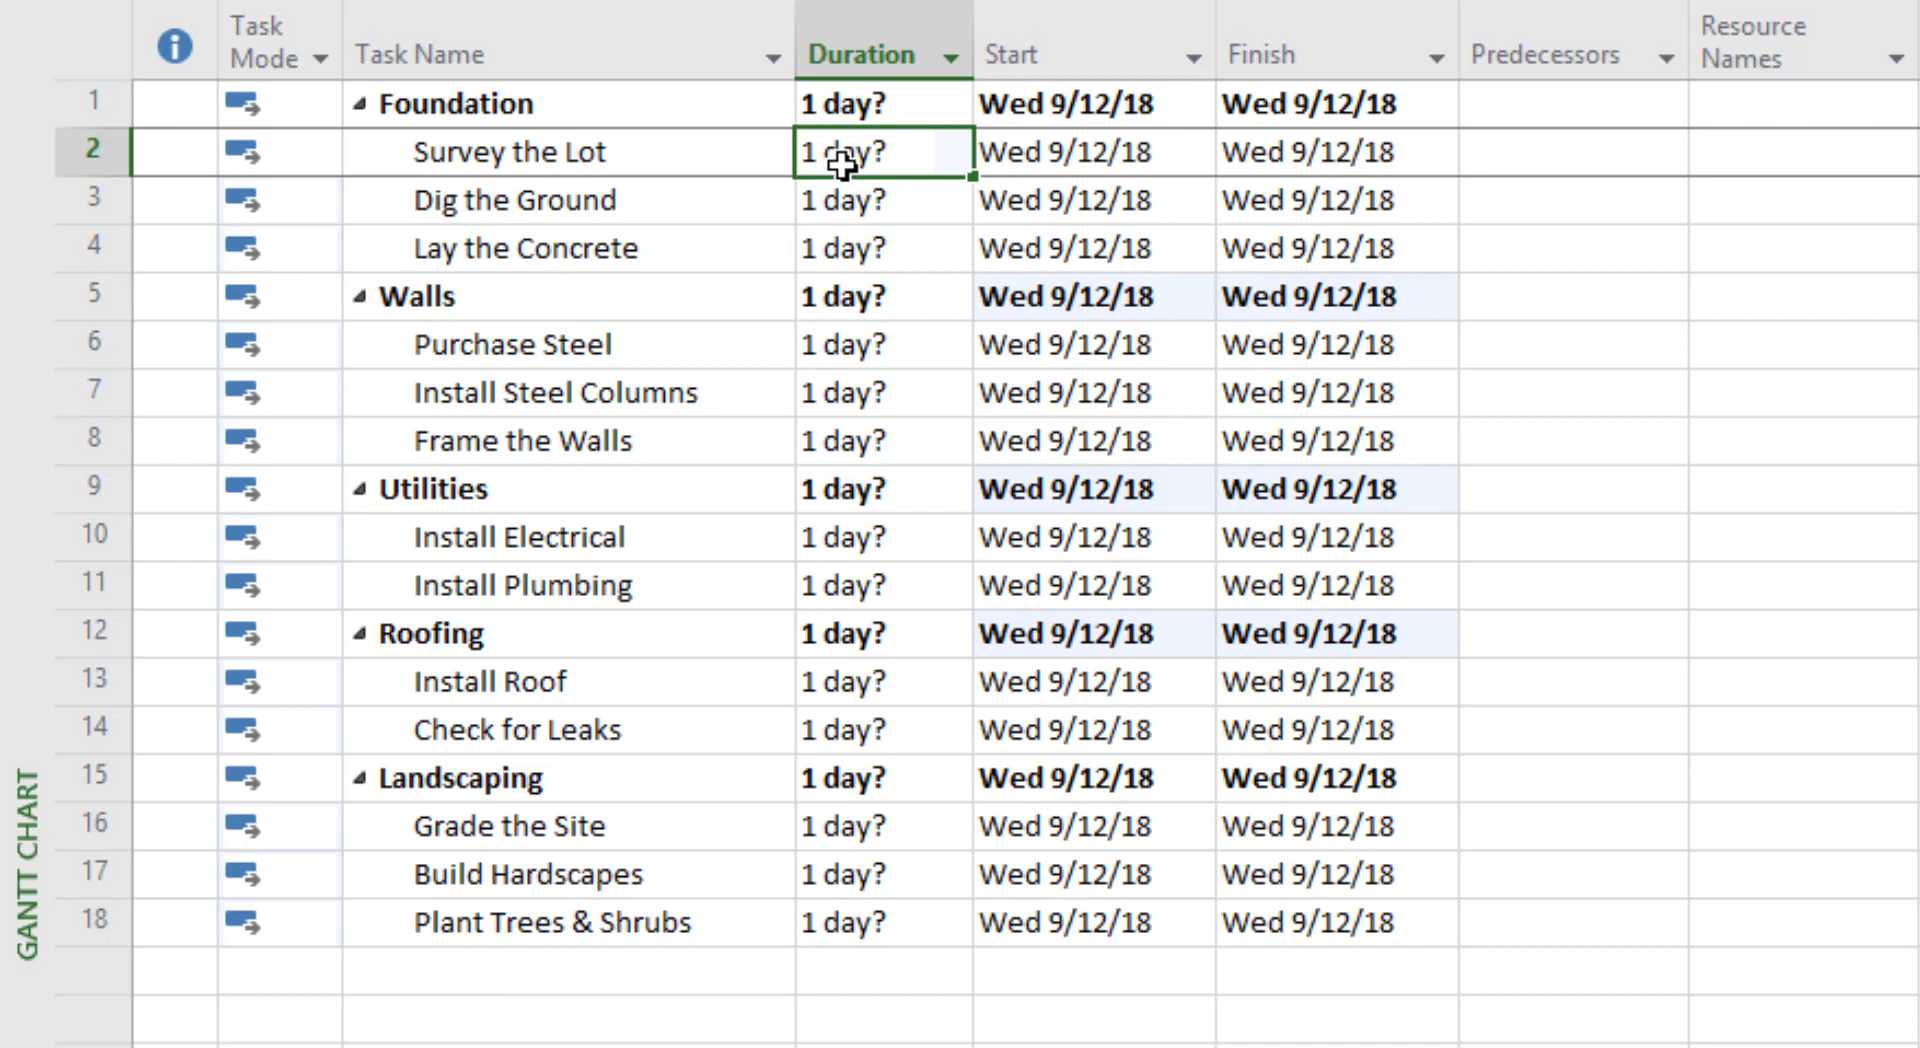 Task Mode Task Name Duration Start Finish Predecessors Resource Names
1 Foundation 1 day? Wed 9/12/18 Wed 9/12/18
2 Survey the Lot 1 day? Wed 9/12/18 Wed 9/12/18
3 Dig the Ground 1 day? Wed 9/12/18 Wed 9/12/18
4 Lay the Concrete 1 day? Wed 9/12/18 Wed 9/12/18
5 Walls 1 day? Wed 9/12/18 Wed 9/12/18
6 Purchase Steel 1 day? Wed 9/12/18 Wed 9/12/18
7 Install Steel Columns 1 day? Wed 9/12/18 Wed 9/12/18
8 Frame the Walls 1 day? Wed 9/12/18 Wed 9/12/18
9 Utilities 1 day? Wed 9/12/18 Wed 9/12/18
10 Install Electrical 1 day? Wed 9/12/18 Wed 9/12/18
11 Install Plumbing 1 day? Wed 9/12/18 Wed 9/12/18
12 Roofing 1 day? Wed 9/12/18 Wed 9/12/18
13 Install Roof 1 day? Wed 9/12/18 Wed 9/12/18
14 Check for Leaks 1 day? Wed 9/12/18 Wed 9/12/18
15 Landscaping 1 day? Wed 9/12/18 Wed 9/12/18
16 Grade the Site 1 day? Wed 9/12/18 Wed 9/12/18
17 Build Hardscapes 1 day? Wed 9/12/18 Wed 9/12/18
18 Plant Trees & Shrubs 1 day? Wed 9/12/18 Wed 9/12/18
GANTT CHART